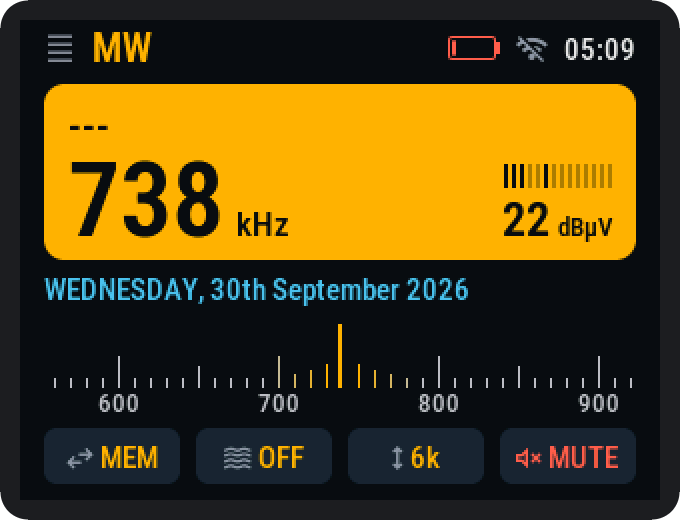 MW 05:09
---
738 kHz
22 dBµV
WEDNESDAY, 30th September 2026
600 700 800 900
MEM OFF 6k MUTE